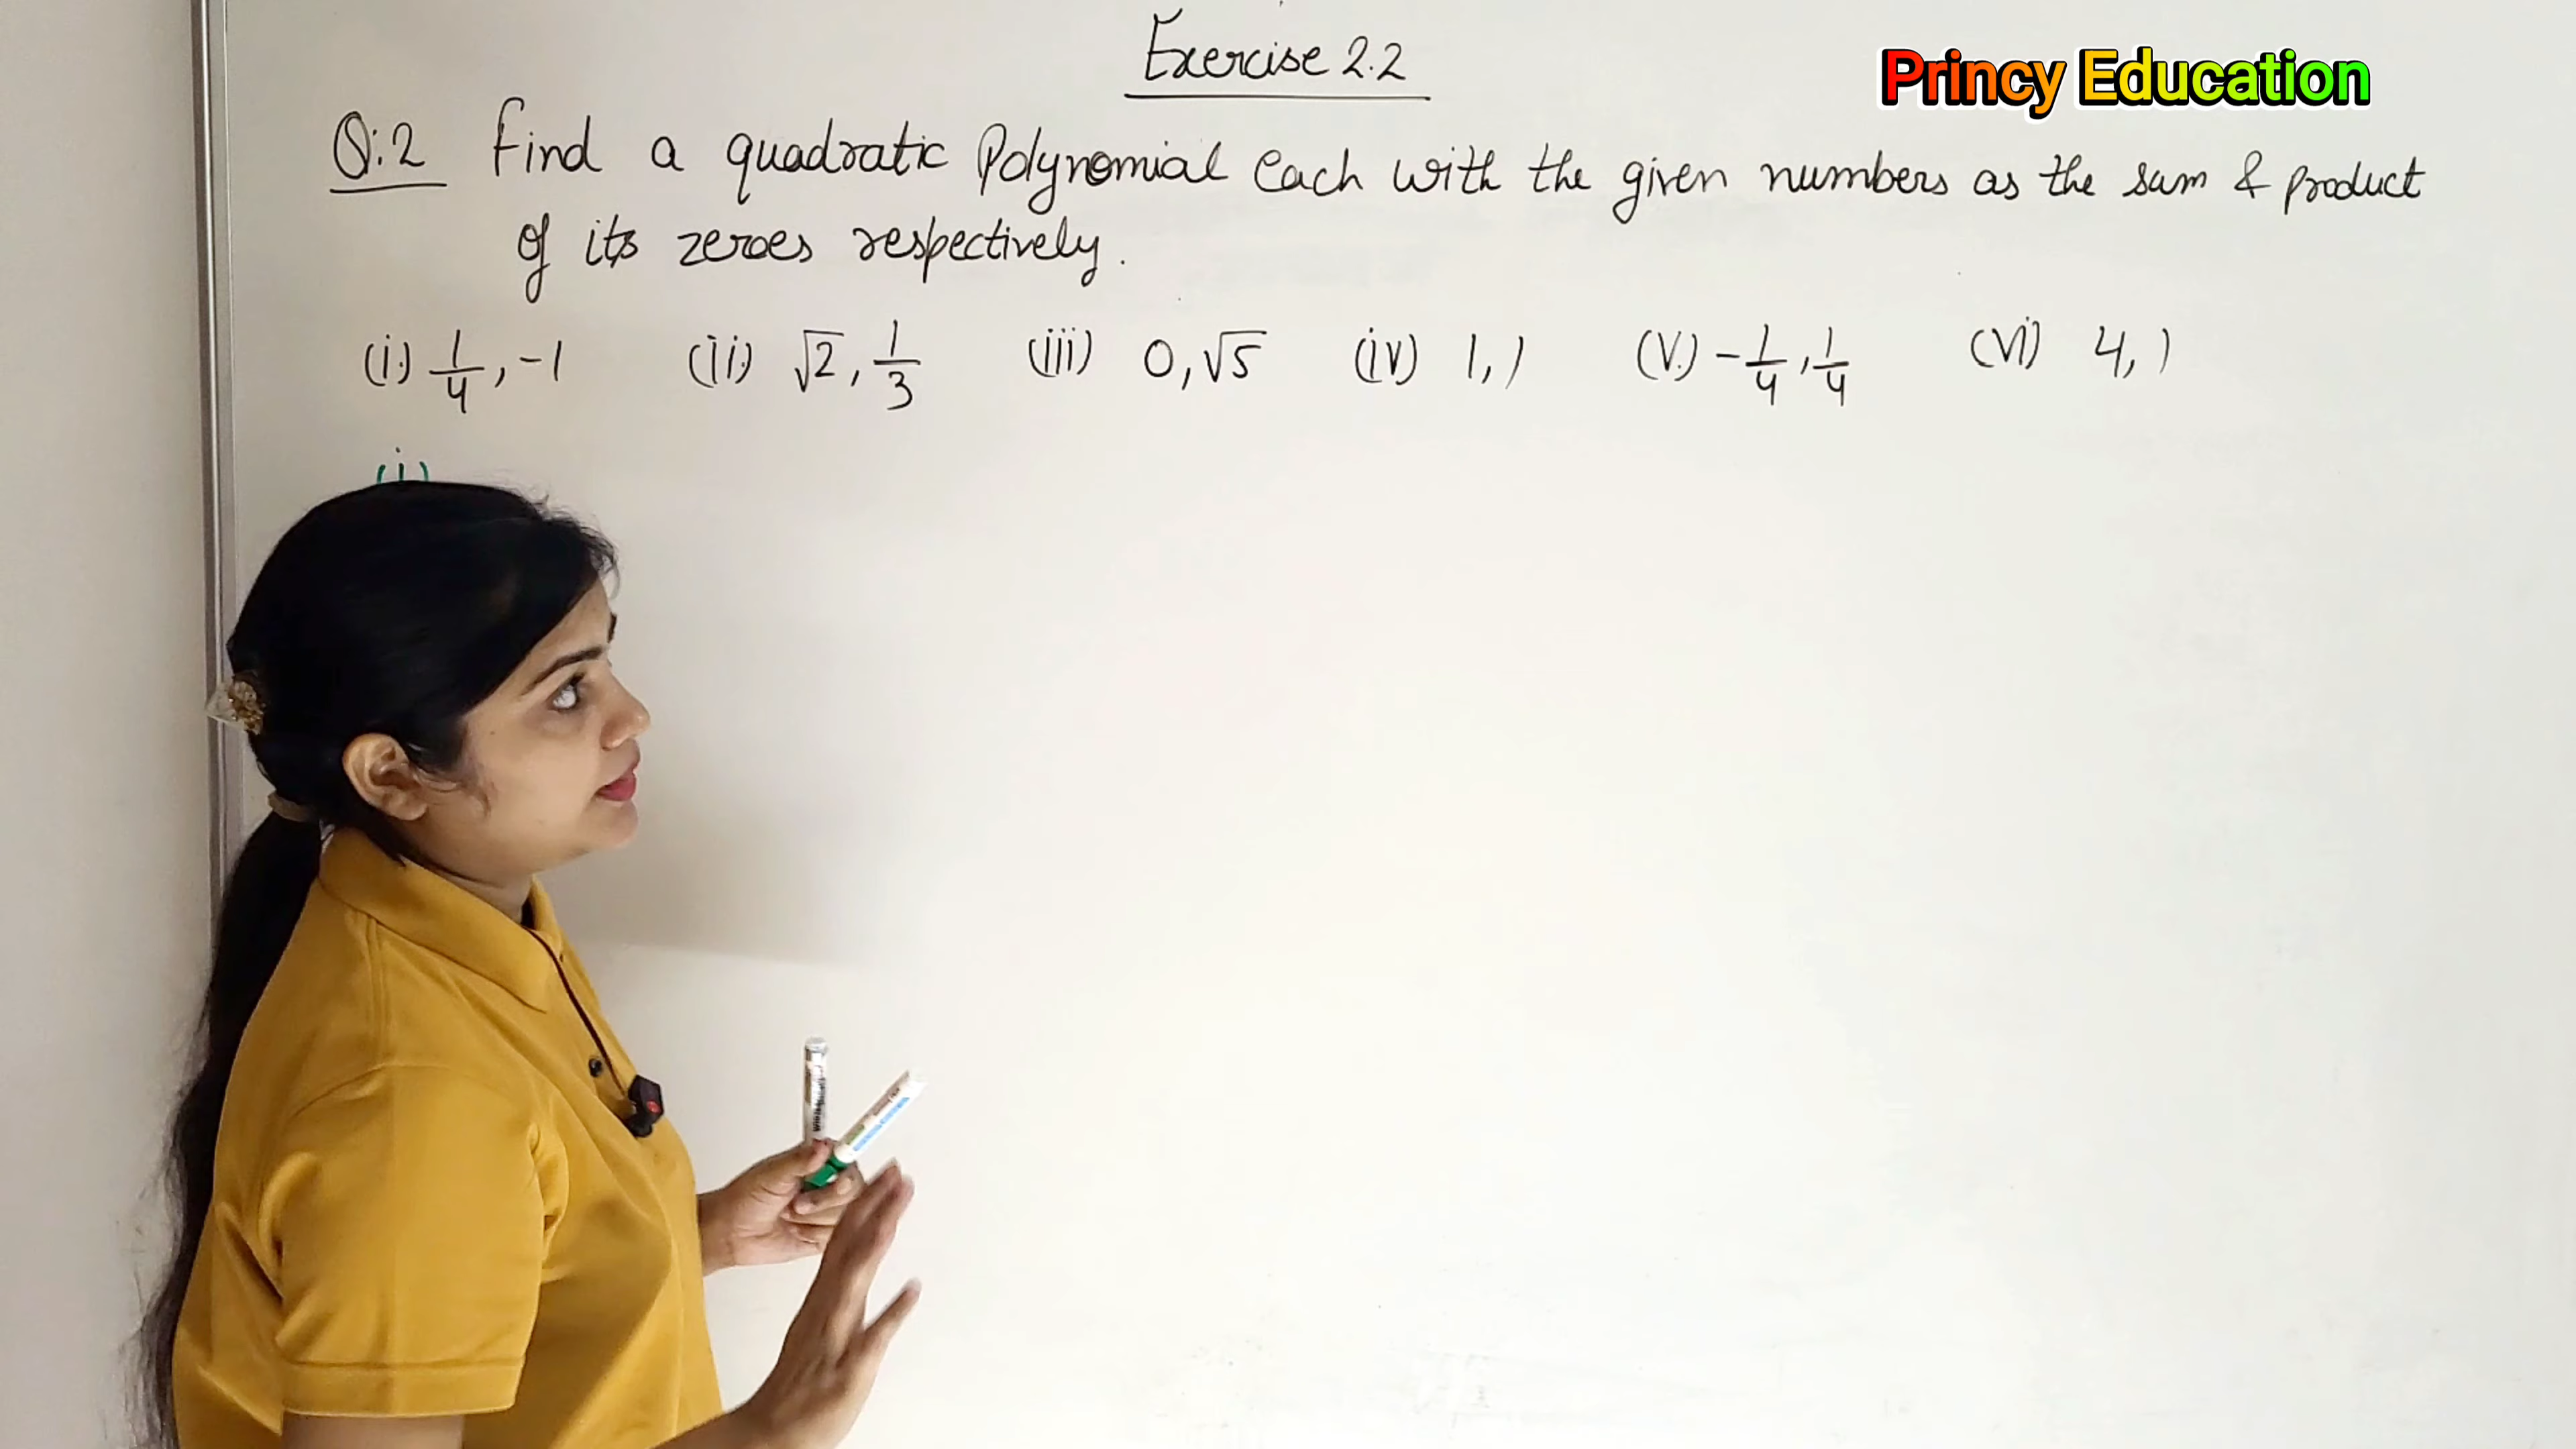 Exercise 2.2
Princy Education
Q.2 Find a quadratic Polynomial Each with the given numbers as the sum & product
of its zeroes respectively.
(i.) 1/4, -1 (ii.) √2, 1/3 (iii) 0, √5 (iv) 1, 1 (V.) -1/4, 1/4 (Vi) 4, 1
(i)